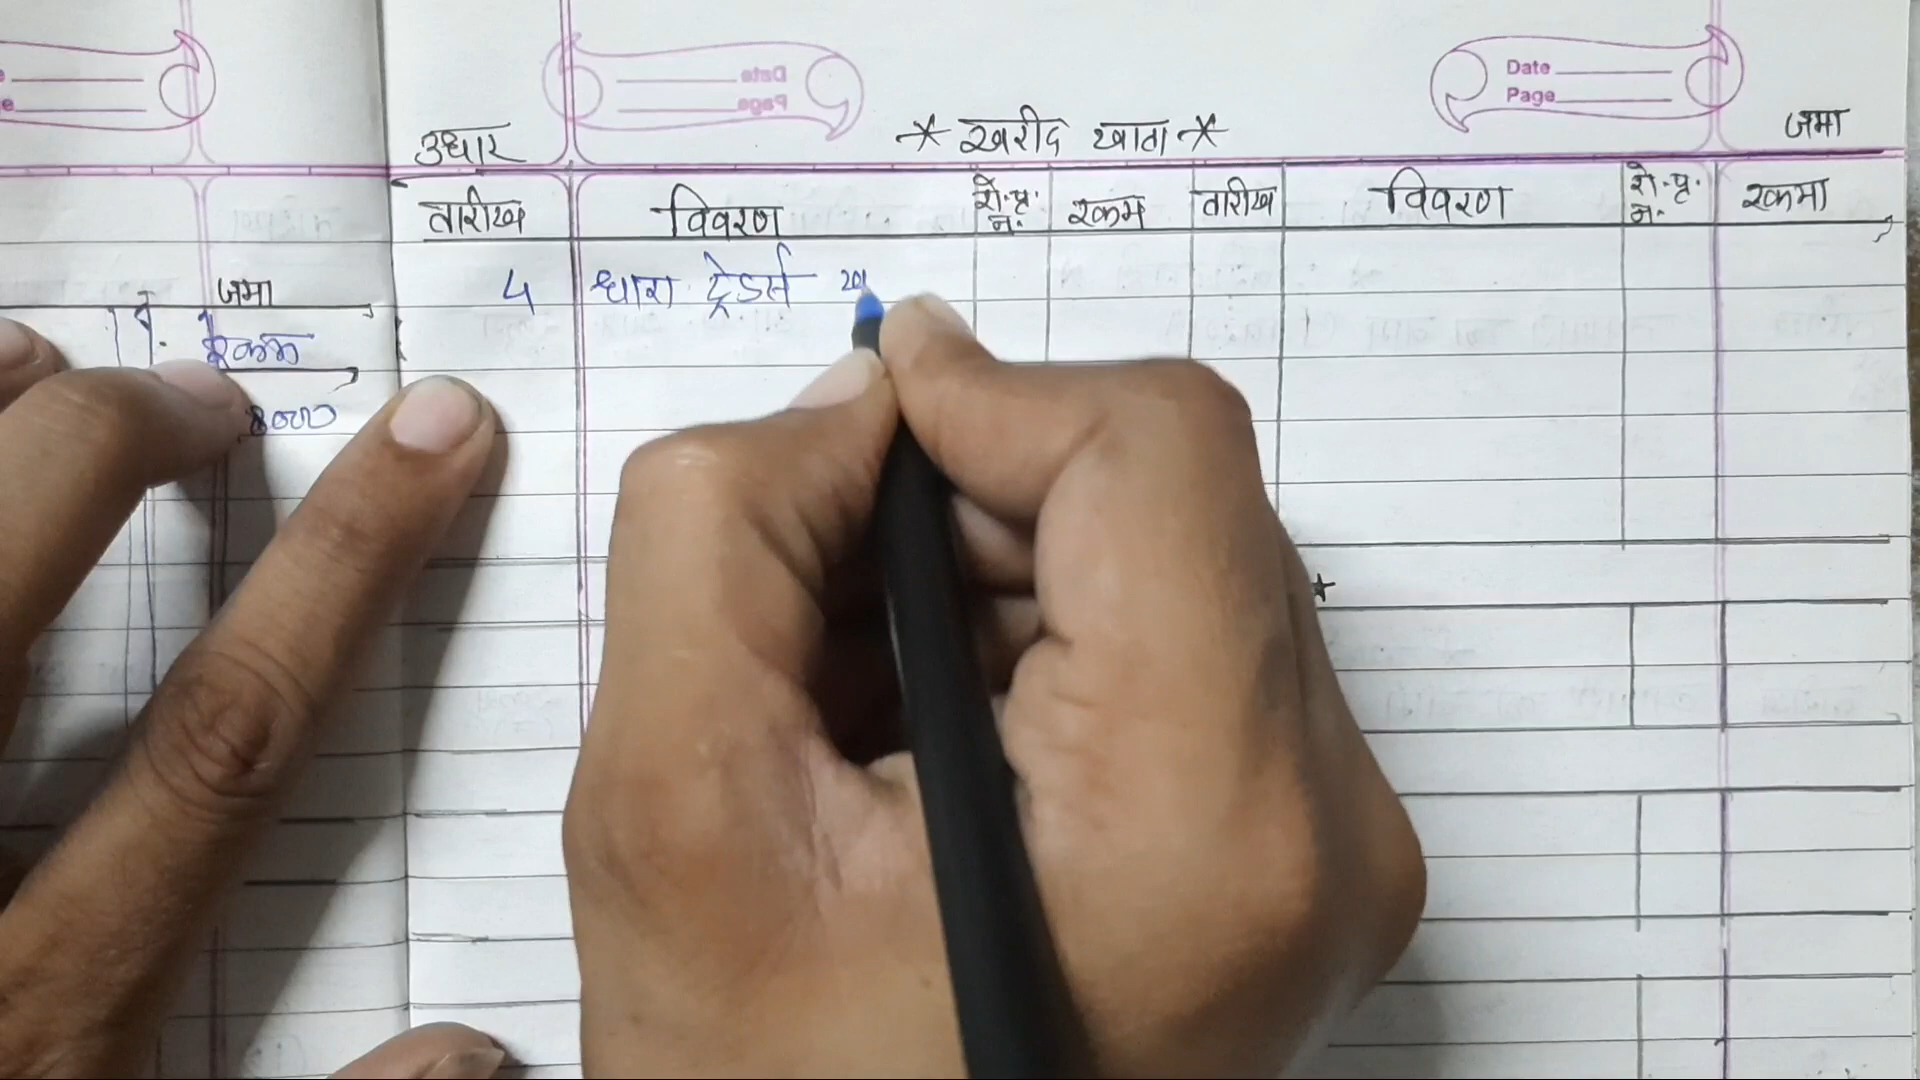 Date
Page
उधार
* खरीद खाता *
जमा
तारीख विवरण रो.पृ.न. रकम तारीख विवरण रो.पृ.न. रकम
4 धारा ट्रेडर्स
जमा
रकम
8000